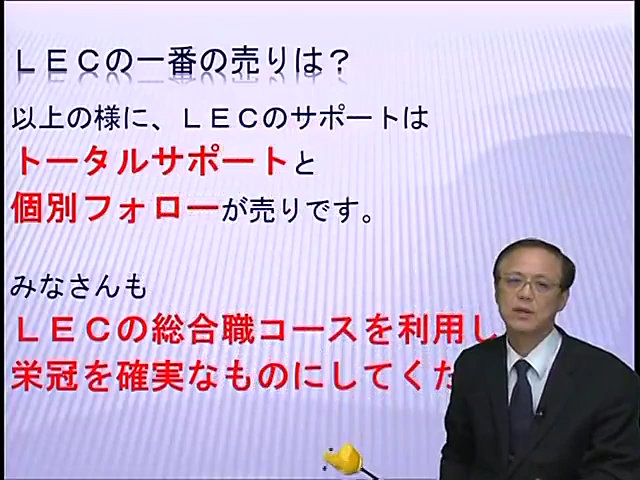 ＬＥＣの一番の売りは？
以上の様に、ＬＥＣのサポートは
トータルサポートと
個別フォローが売りです。
みなさんも
ＬＥＣの総合職コースを利用し
栄冠を確実なものにしてくだ